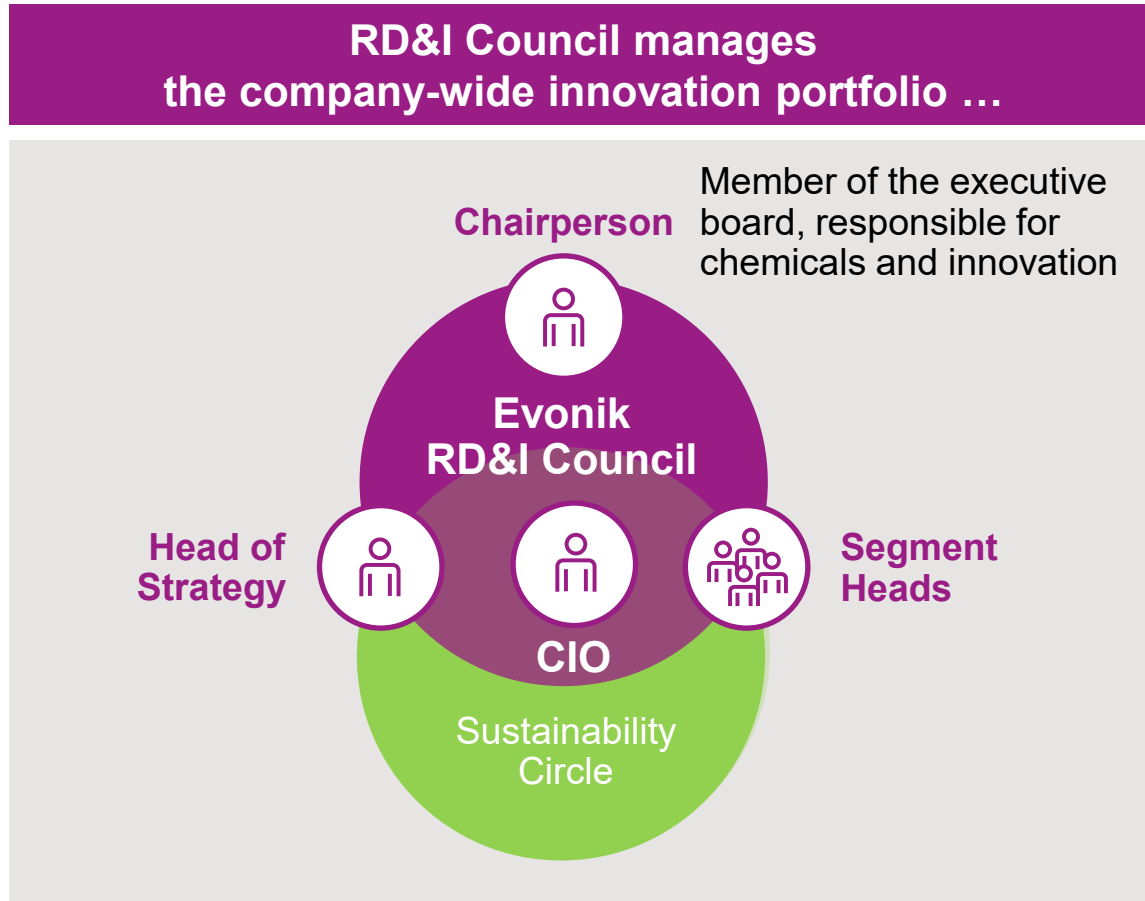 RD&I Council manages
the company-wide innovation portfolio …
Member of the executive
board, responsible for
chemicals and innovation
Chairperson
Evonik
RD&I Council
Head of
Strategy
Segment
Heads
CIO
Sustainability
Circle